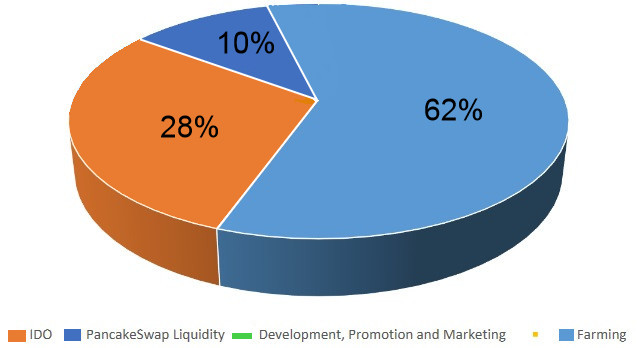 10%
62%
28%
IDO PancakeSwap Liquidity Development, Promotion and Marketing Farming